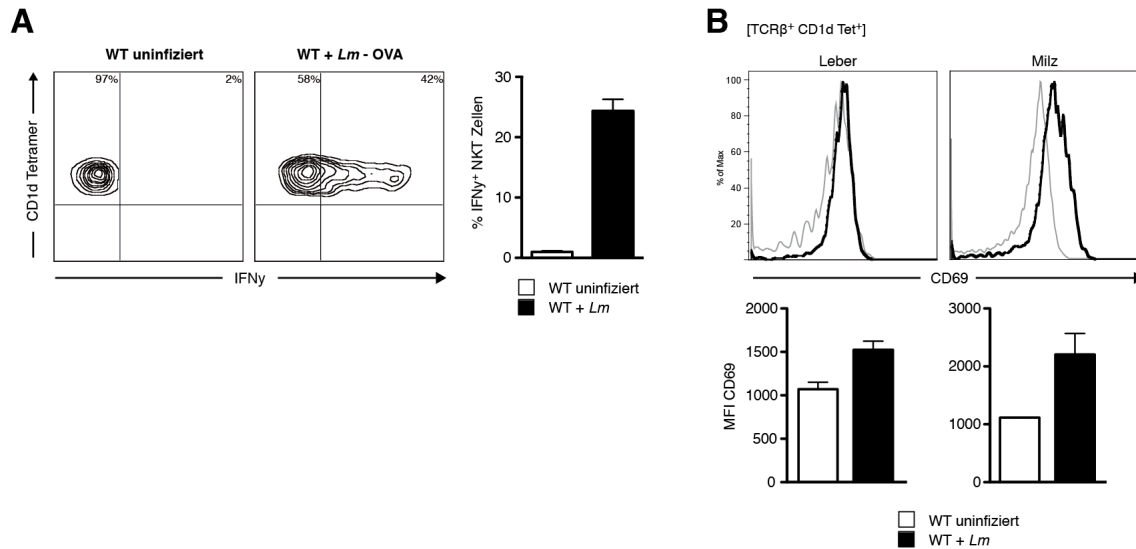 A
WT uninfiziert
WT + Lm - OVA
97%
2%
58%
42%
CD1d Tetramer
IFNy
% IFNy⁺ NKT Zellen
30
20
10
0
WT uninfiziert
WT + Lm
B
[TCRβ⁺ CD1d Tet⁺]
Leber
Milz
% of Max
100
80
60
40
20
CD69
MFI CD69
2000
1500
1000
500
0
3000
2000
1000
0
WT uninfiziert
WT + Lm